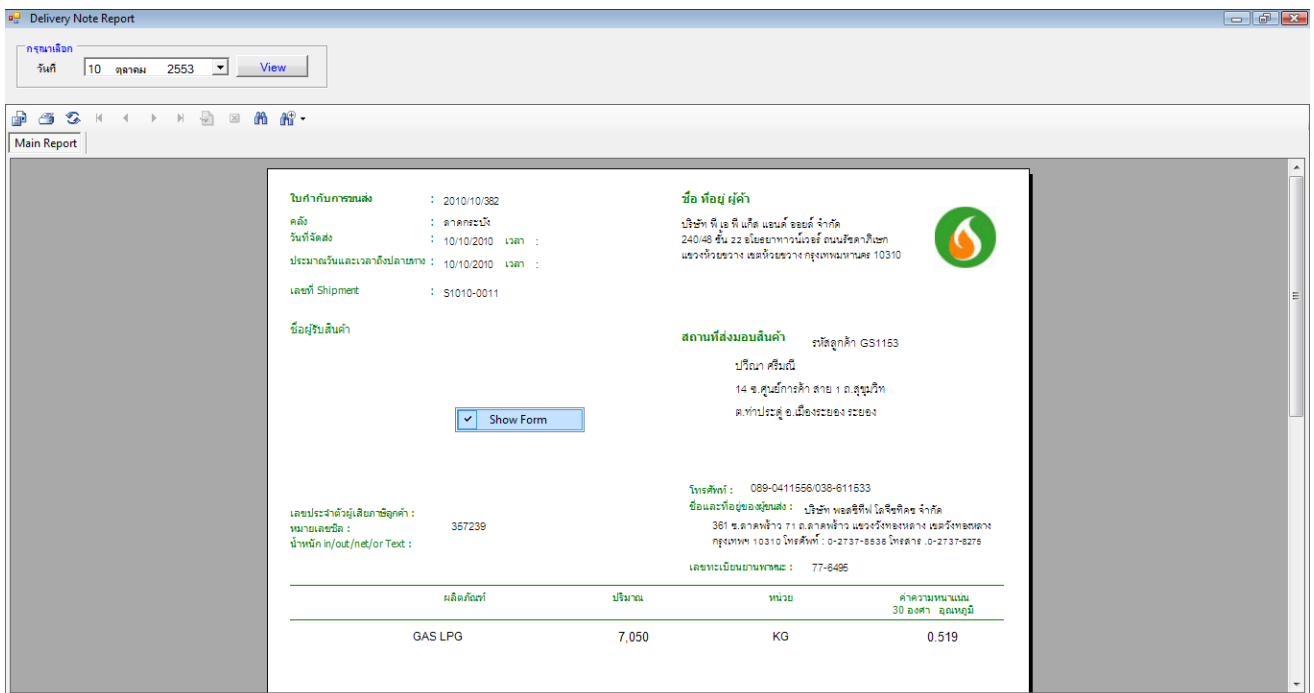 Delivery Note Report
กรุณาเลือก
วันที่ 10 ตุลาคม 2553 View
Main Report
ใบกำกับการขนส่ง : 2010/10/382
ชื่อ ที่อยู่ ผู้ค้า
คลัง : ลาดกระบัง
บริษัท พี เอ พี แก๊ส แอนด์ ออยล์ จำกัด
วันที่จัดส่ง : 10/10/2010 เวลา :
240/48 ชั้น 22 อโยธยาทาวน์เวอร์ ถนนรัชดาภิเษก
แขวงห้วยขวาง เขตห้วยขวาง กรุงเทพมหานคร 10310
ประมาณวันและเวลาถึงปลายทาง : 10/10/2010 เวลา :
เลขที่ Shipment : S1010-0011
ชื่อผู้รับสินค้า
สถานที่ส่งมอบสินค้า รหัสลูกค้า GS1153
ปวีณา ศรีมณี
14 ซ.ศูนย์การค้า สาย 1 ถ.สุขุมวิท
ต.ท่าประดู่ อ.เมืองระยอง ระยอง
Show Form
โทรศัพท์ : 089-0411556/038-611533
ชื่อและที่อยู่ของผู้ขนส่ง : บริษัท พอสซิทีฟ โลจิซทิคซ จำกัด
เลขประจำตัวผู้เสียภาษีลูกค้า :
361 ซ.ลาดพร้าว 71 ถ.ลาดพร้าว แขวงวังทองหลาง เขตวังทองหลาง
หมายเลขซีล : 357239
กรุงเทพฯ 10310 โทรศัพท์ : 0-2737-8538 โทรสาร .0-2737-8275
น้ำหนัก in/out/net/or Text :
เลขทะเบียนยานพาหนะ : 77-6495
ผลิตภัณฑ์ ปริมาณ หน่วย ค่าความหนาแน่น
30 องศา อุณหภูมิ
GAS LPG 7,050 KG 0.519